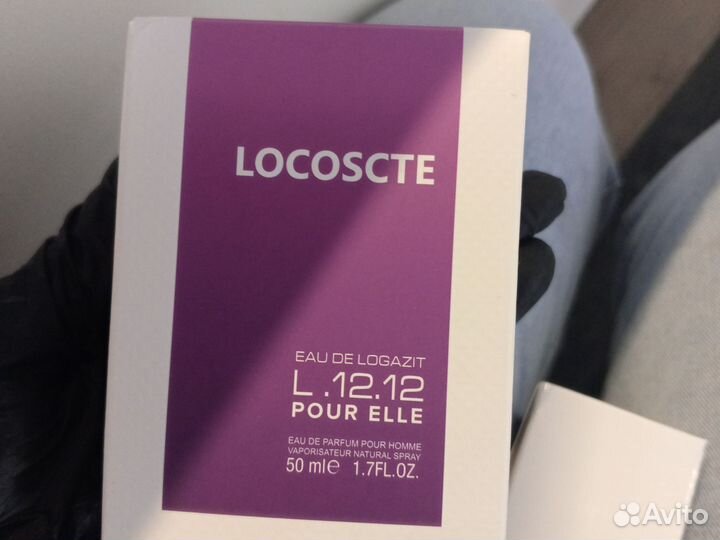 LOCOSCTE
EAU DE LOGAZIT
L .12.12
POUR ELLE
EAU DE PARFUM POUR HOMME
VAPORISATEUR NATURAL SPRAY
50 ml℮ 1.7FL.OZ.
Avito